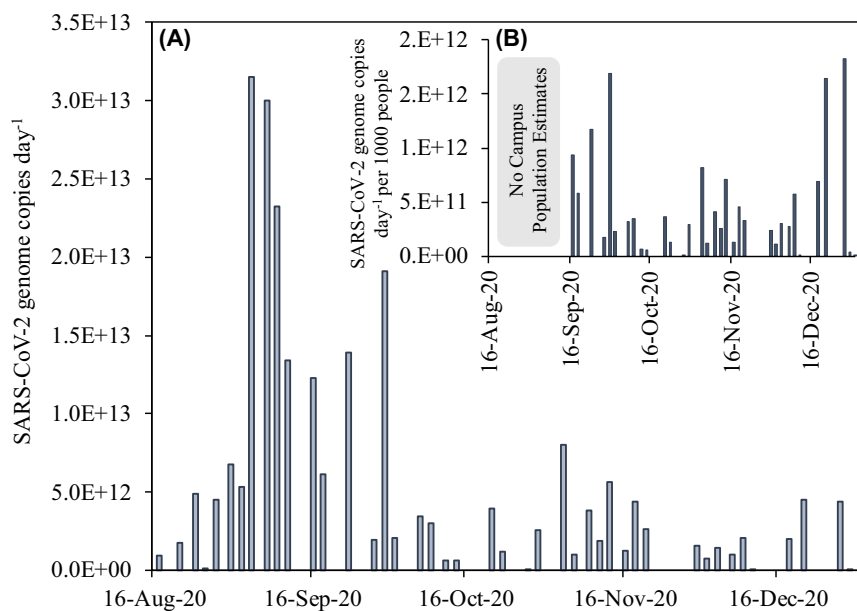 (A)
SARS-CoV-2 genome copies day-1
3.5E+13
3.0E+13
2.5E+13
2.0E+13
1.5E+13
1.0E+13
5.0E+12
0.0E+00
16-Aug-20
16-Sep-20
16-Oct-20
16-Nov-20
16-Dec-20
(B)
SARS-CoV-2 genome copies
day-1 per 1000 people
2.E+12
2.E+12
1.E+12
5.E+11
0.E+00
No Campus
Population Estimates
16-Aug-20
16-Sep-20
16-Oct-20
16-Nov-20
16-Dec-20